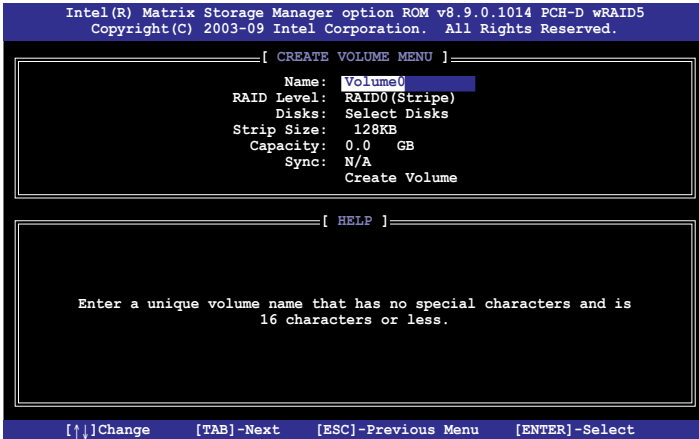 Intel(R) Matrix Storage Manager option ROM v8.9.0.1014 PCH-D wRAID5
Copyright(C) 2003-09 Intel Corporation.  All Rights Reserved.
[ CREATE VOLUME MENU ]
Name: Volume0
RAID Level: RAID0(Stripe)
Disks: Select Disks
Strip Size: 128KB
Capacity: 0.0 GB
Sync: N/A
Create Volume
[ HELP ]
Enter a unique volume name that has no special characters and is
16 characters or less.
[↑↓]Change [TAB]-Next [ESC]-Previous Menu [ENTER]-Select